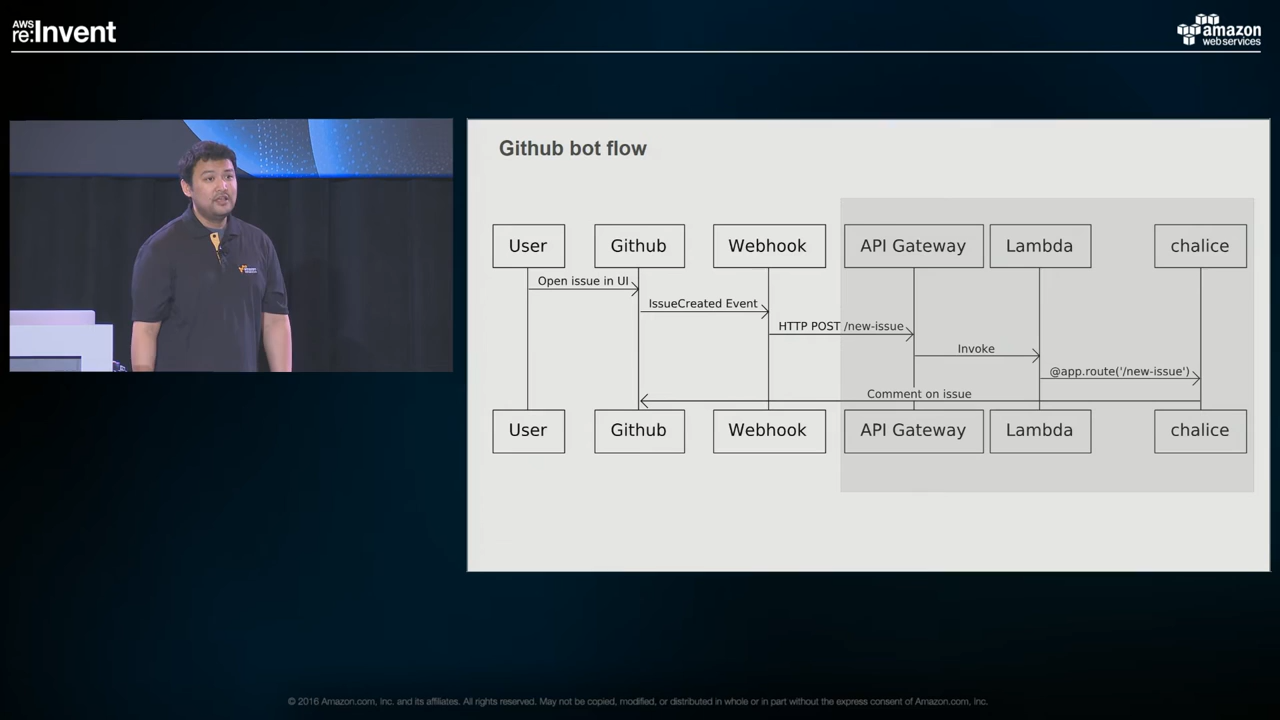 AWS
re:Invent
amazon
web services
Github bot flow
User
Github
Webhook
API Gateway
Lambda
chalice
Open issue in UI
IssueCreated Event
HTTP POST /new-issue
Invoke
@app.route('/new-issue')
Comment on issue
User
Github
Webhook
API Gateway
Lambda
chalice
© 2016 Amazon.com, Inc. and its affiliates. All rights reserved. May not be copied, modified, or distributed in whole or in part without the express consent of Amazon.com, Inc.